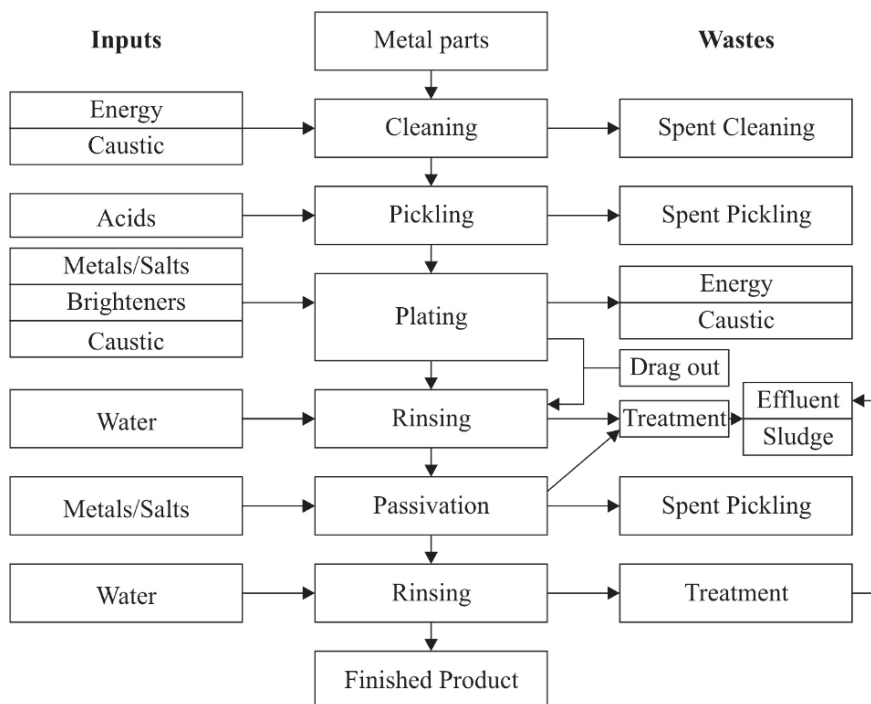 Inputs
Metal parts
Wastes
Energy
Caustic
Cleaning
Spent Cleaning
Acids
Pickling
Spent Pickling
Metals/Salts
Brighteners
Caustic
Plating
Energy
Caustic
Drag out
Water
Rinsing
Treatment
Effluent
Sludge
Metals/Salts
Passivation
Spent Pickling
Water
Rinsing
Treatment
Finished Product